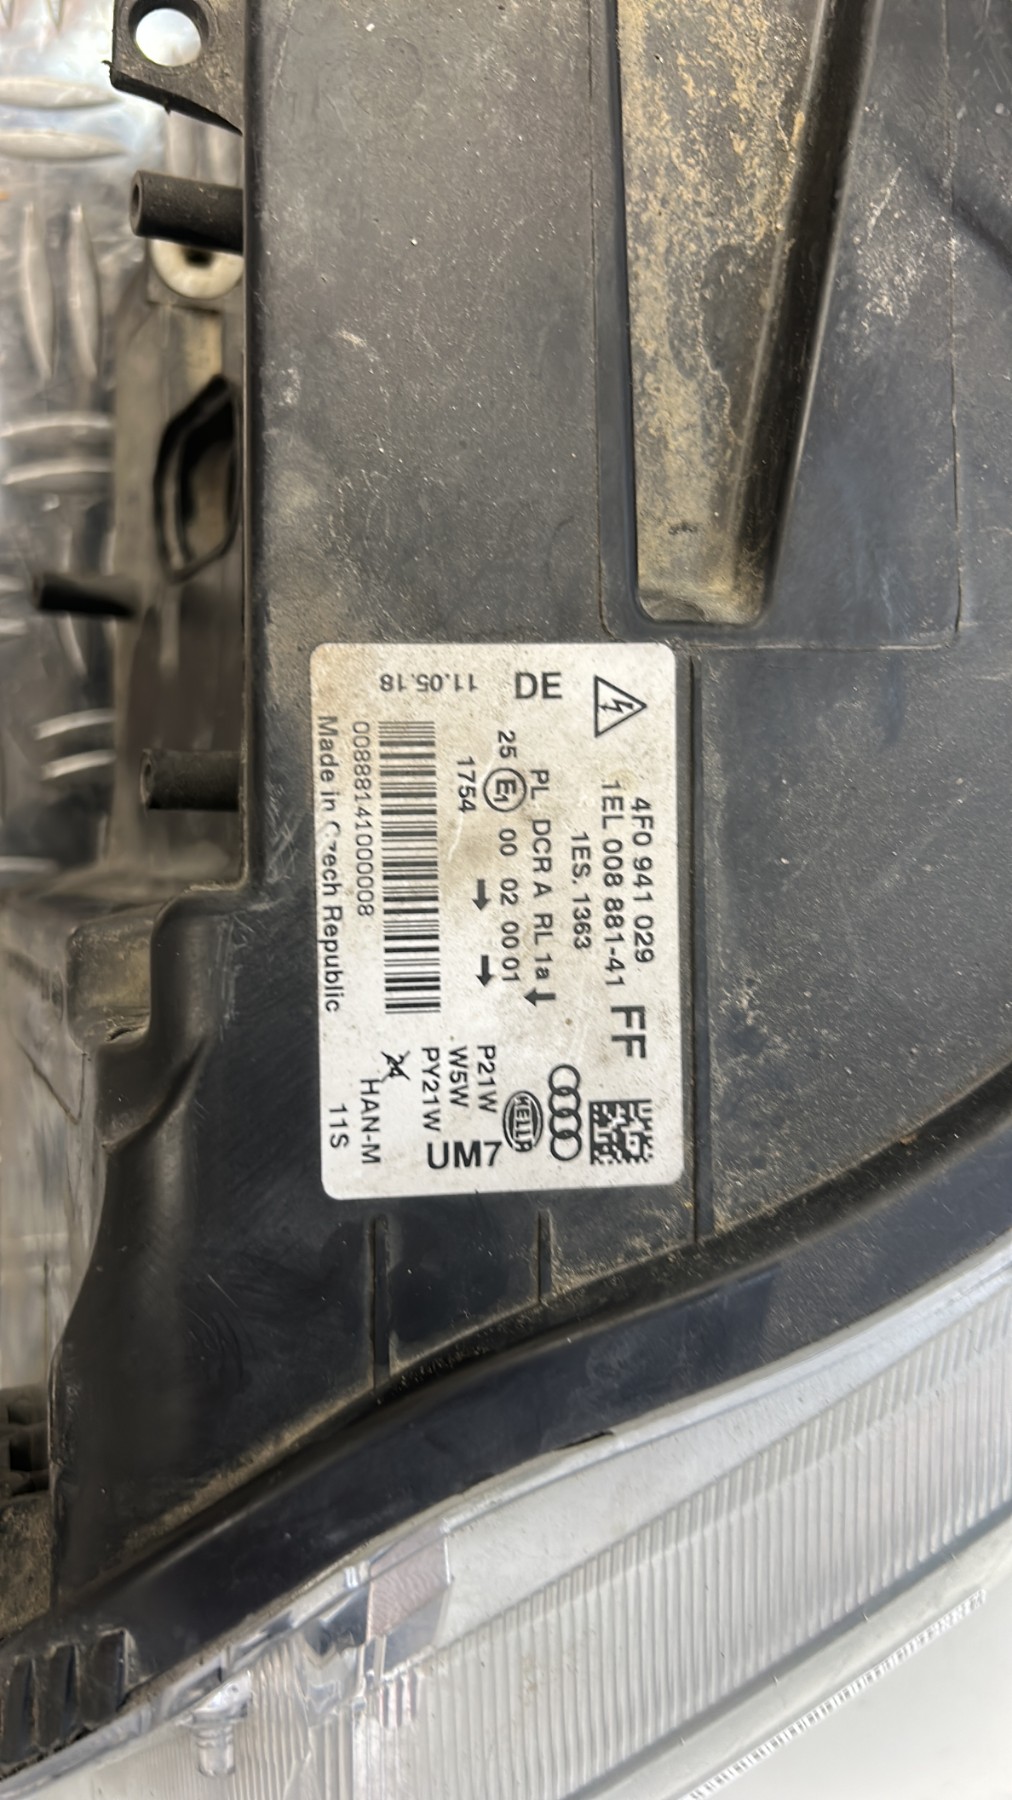 4F0 941 029
1EL 008 881-41
FF
1ES. 1363
DE
PL DCR A RL 1a
25 E1 00 02 00 01
1754
HELLA
P21W
W5W
PY21W
UM7
11.05.18
00888141000008
HAN-M
11S
Made in Czech Republic